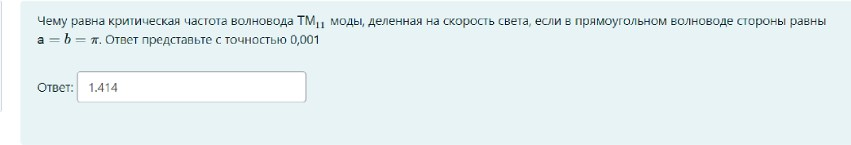 Чему равна критическая частота волновода TM₁₁ моды, деленная на скорость света, если в прямоугольном волноводе стороны равны
a = b = π. Ответ представьте с точностью 0,001
Ответ: 1.414